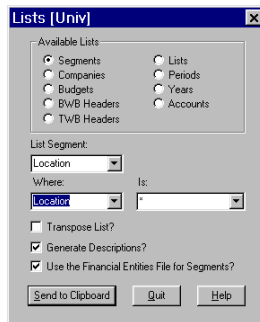 Lists [Univ]
Available Lists
Segments Lists
Companies Periods
Budgets Years
BWB Headers Accounts
TWB Headers
List Segment:
Location
Where: Is:
Location *
Transpose List?
Generate Descriptions?
Use the Financial Entities File for Segments?
Send to Clipboard Quit Help